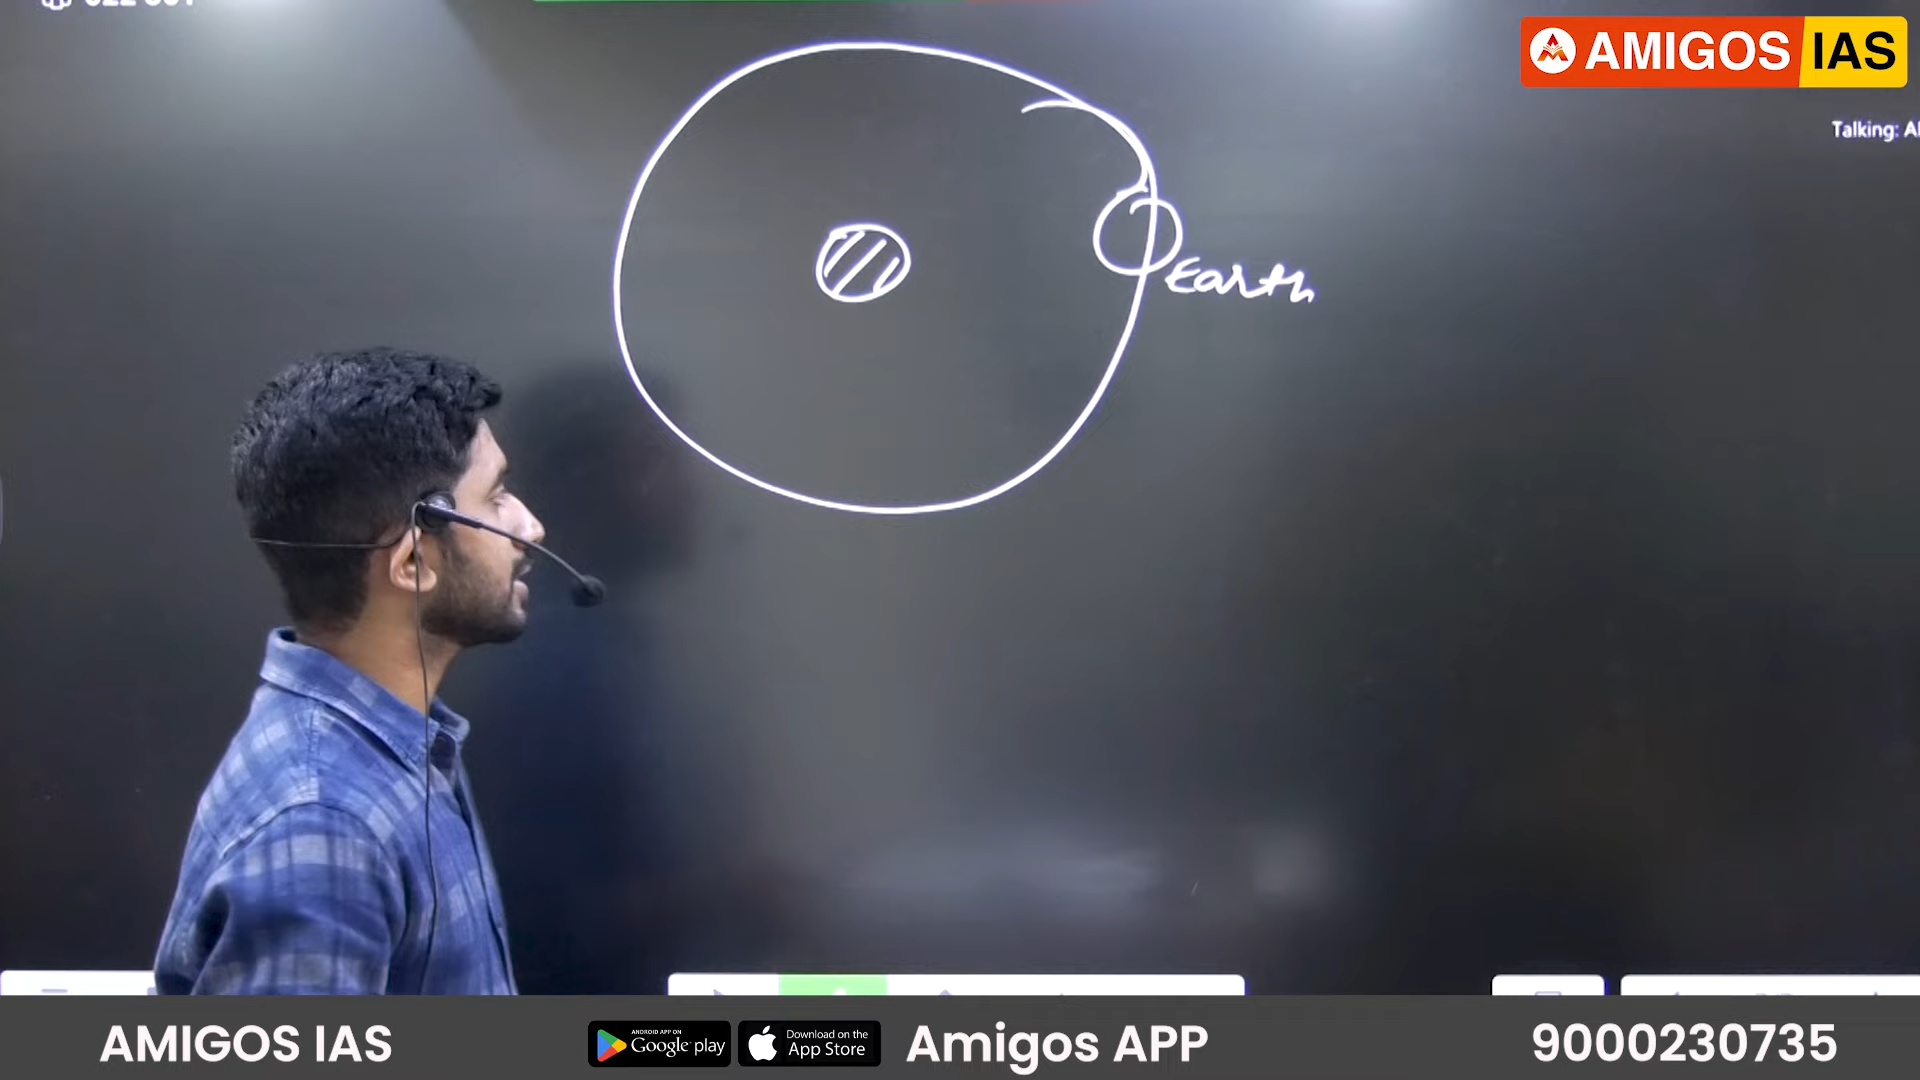 AMIGOS IAS
Talking:
Earth
AMIGOS IAS
ANDROID APP ON
Google play
Download on the
App Store
Amigos APP
9000230735